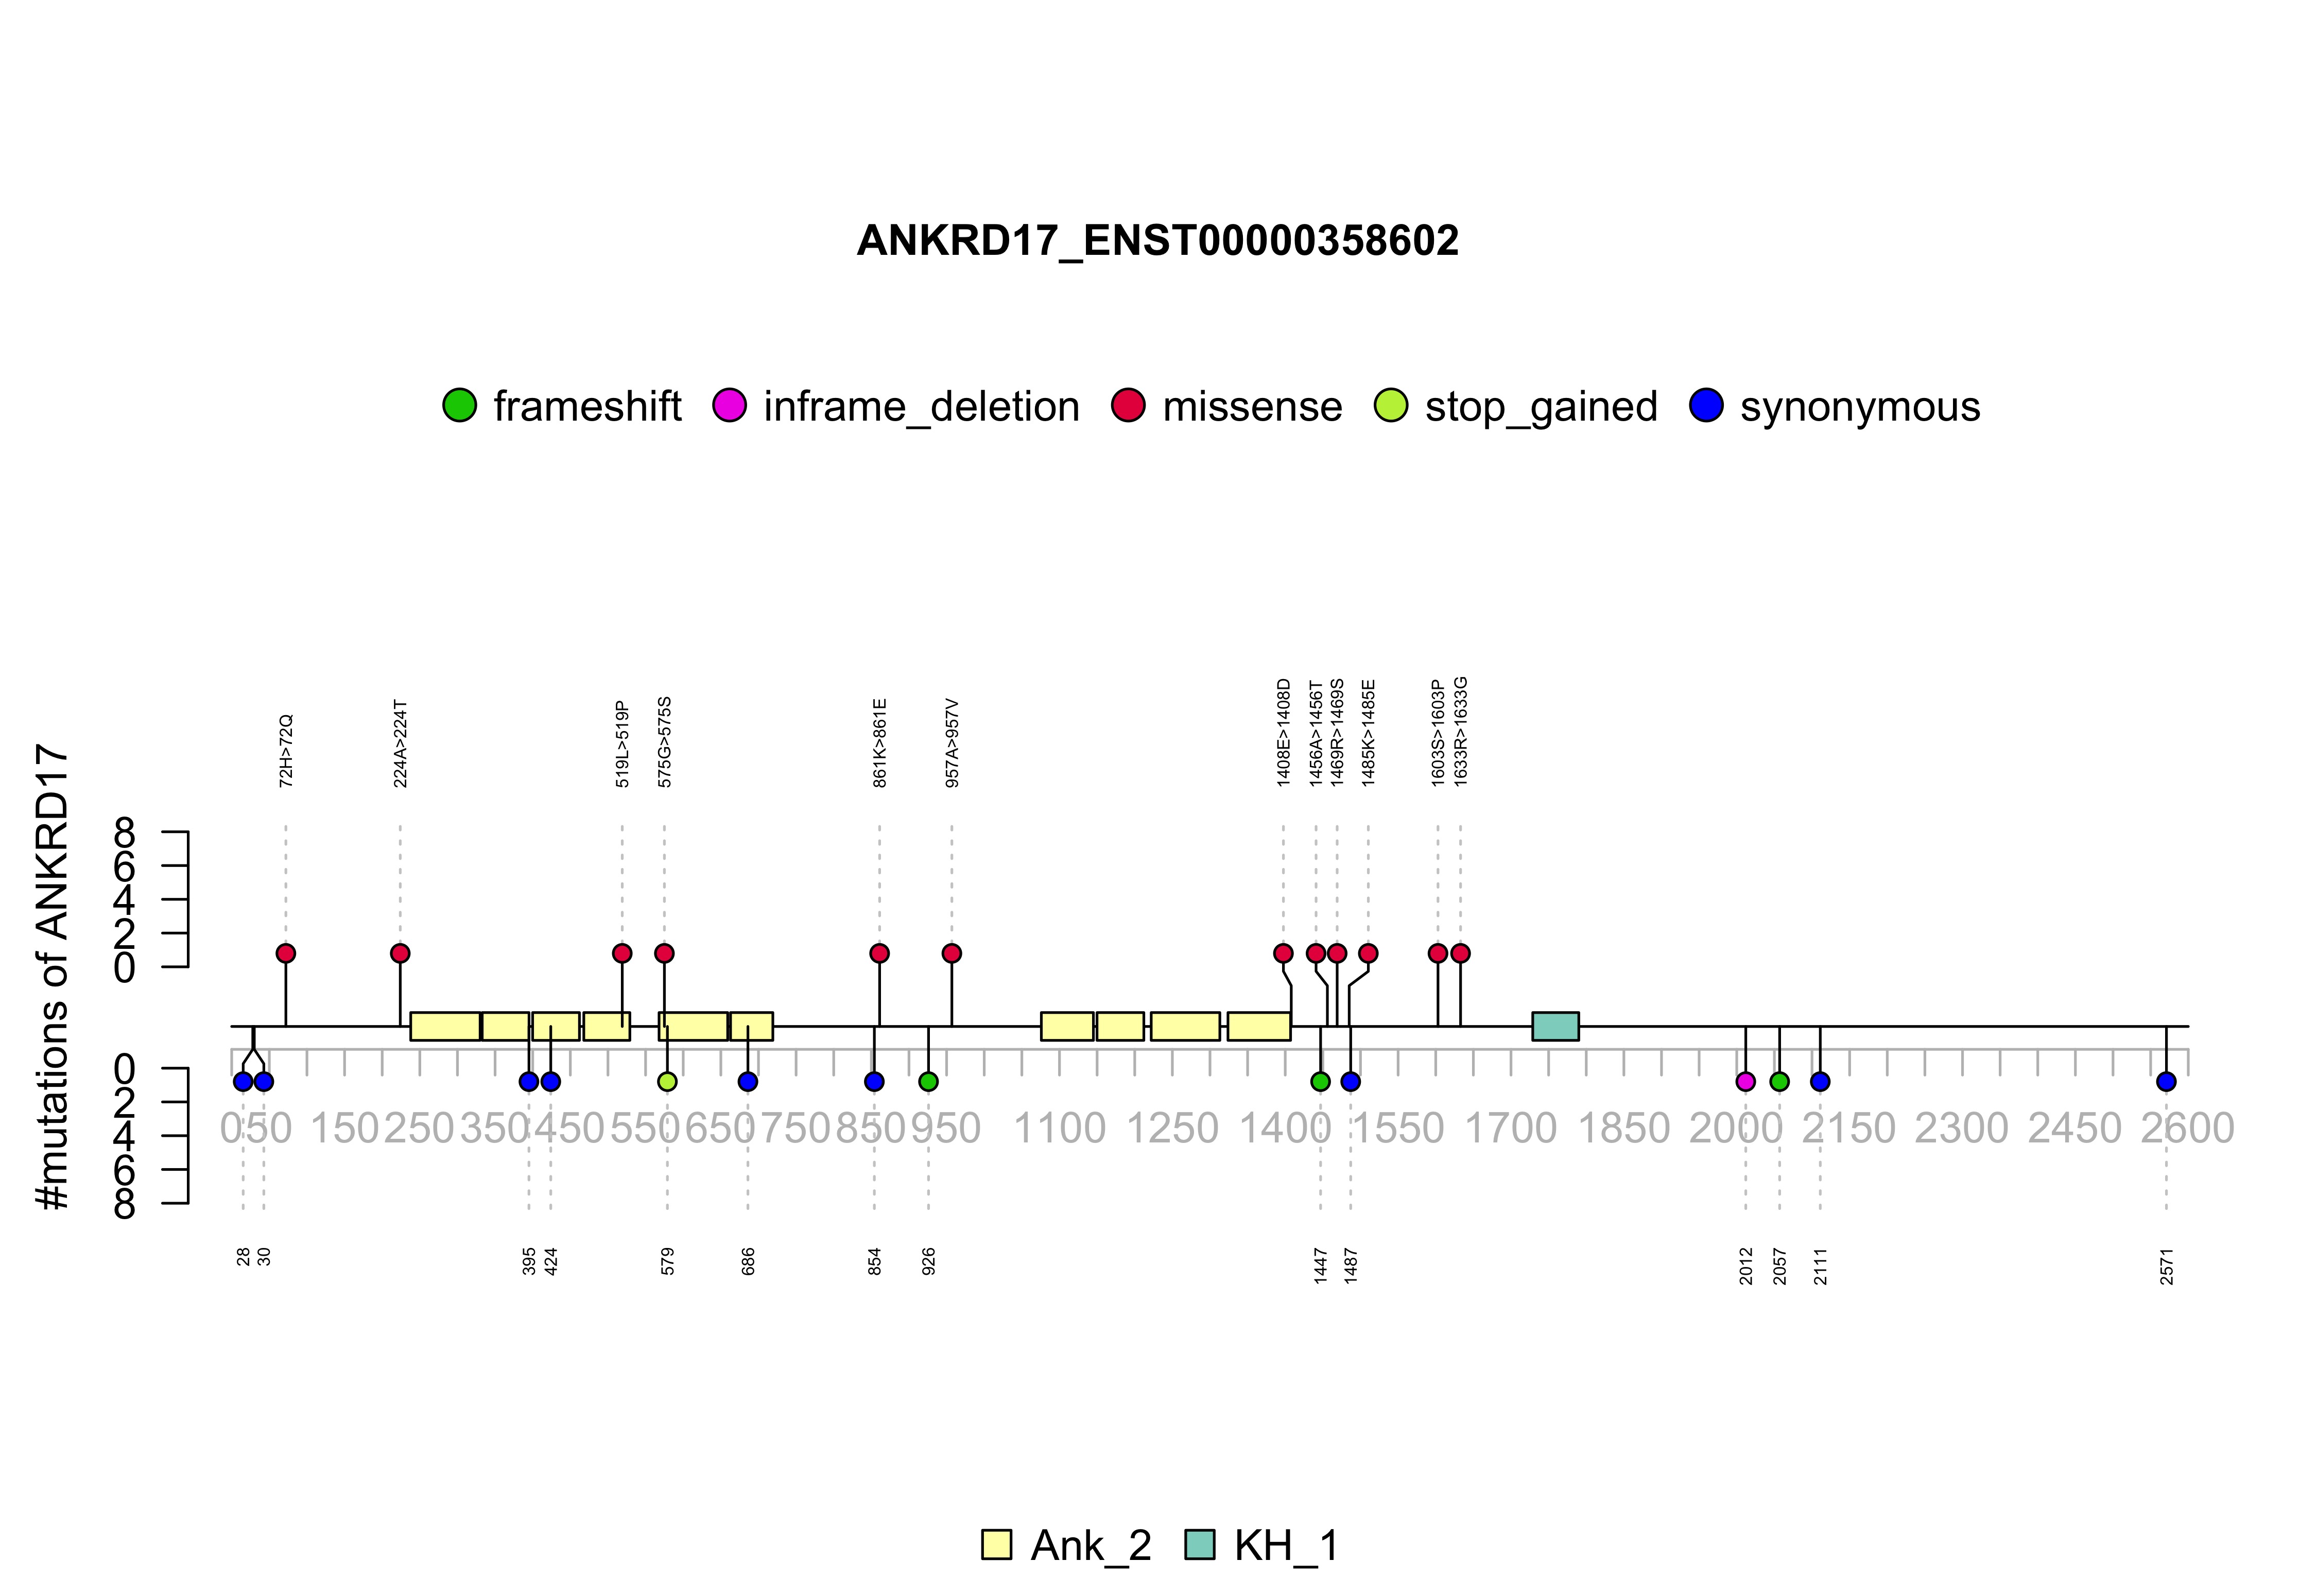 ANKRD17_ENST00000358602
frameshift inframe_deletion missense stop_gained synonymous
72H>72Q
224A>224T
519L>519P
575G>575S
861K>861E
957A>957V
1408E>1408D
1456A>1456T
1469R>1469S
1485K>1485E
1603S>1603P
1633R>1633G
#mutations of ANKRD17
8
6
4
2
0
0
2
4
6
8
0 50 150 250 350 450 550 650 750 850 950 1100 1250 1400 1550 1700 1850 2000 2150 2300 2450 2600
28
30
395
424
579
686
854
926
1447
1487
2012
2057
2111
2571
Ank_2 KH_1